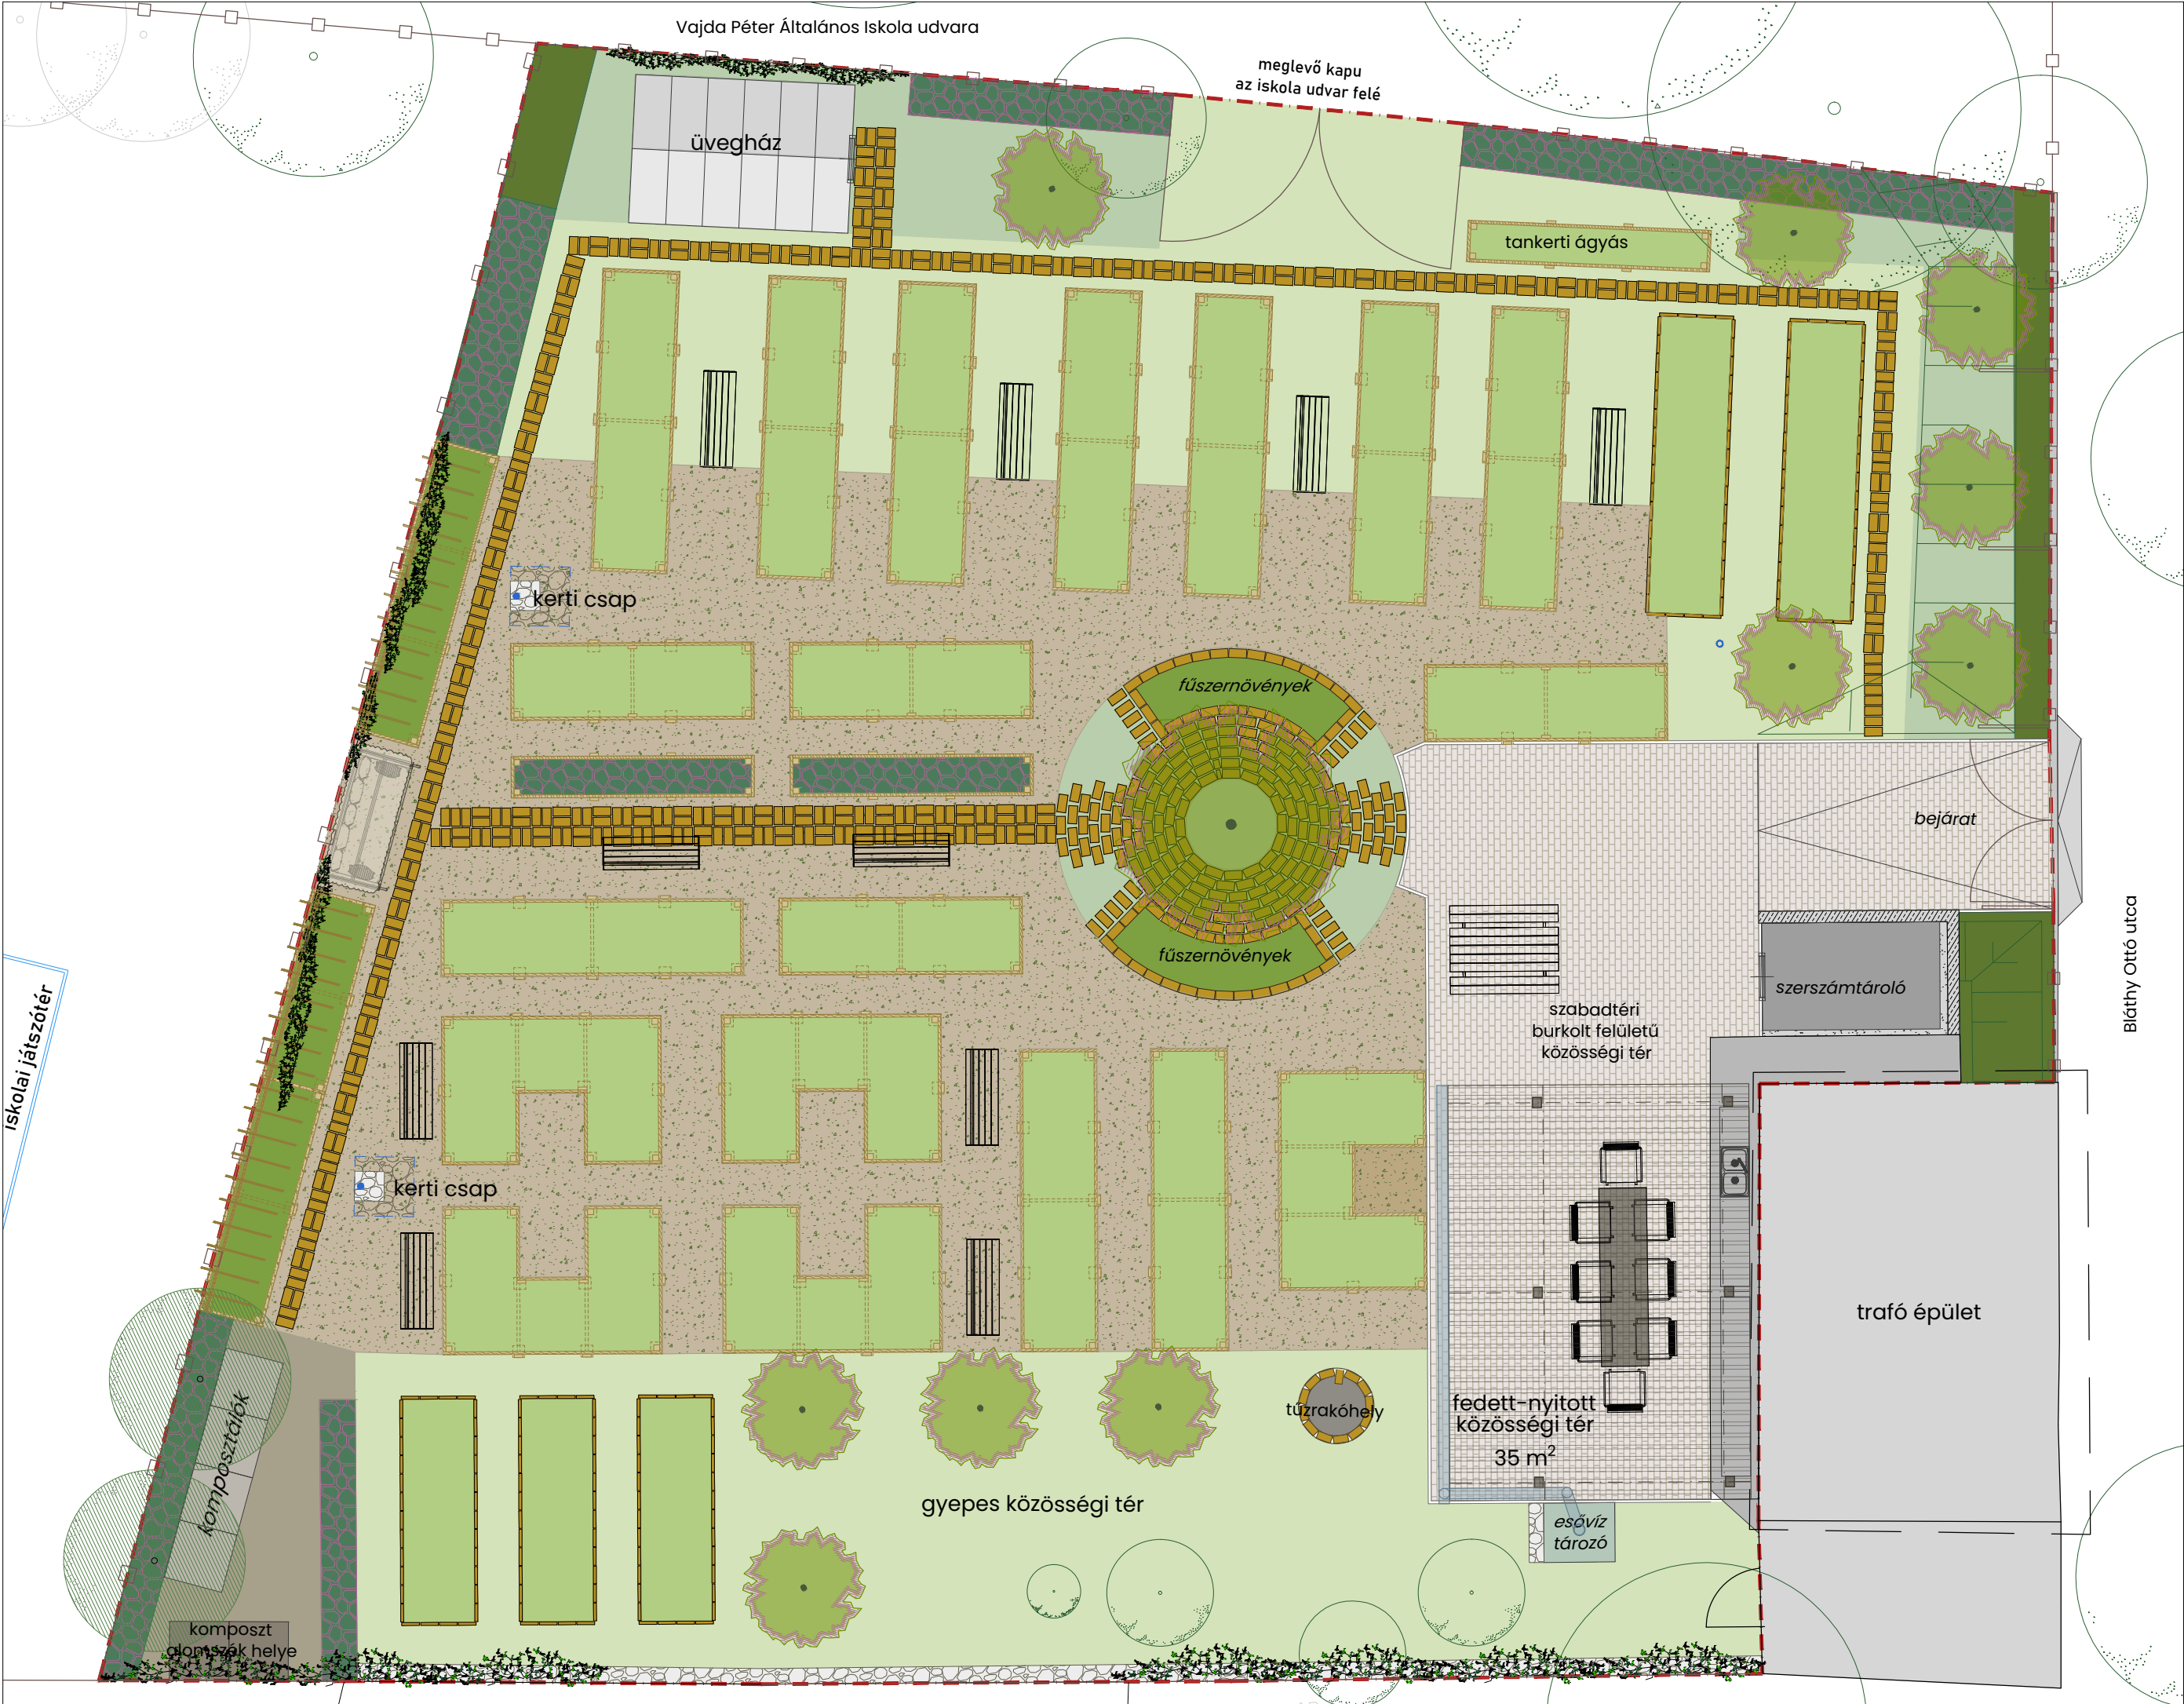 Vajda Péter Általános Iskola udvara
meglevő kapu
az iskola udvar felé
üvegház
tankerti ágyás
kerti csap
fűszernövények
bejárat
fűszernövények
szerszámtároló
szabadtéri
burkolt felületű
közösségi tér
Bláthy Ottó utca
Iskolai játszótér
kerti csap
trafó épület
fedett-nyitott
közösségi tér
35 m²
tűzrakóhely
komposztálók
gyepes közösségi tér
esővíz
tározó
komposzt
alomszék helye